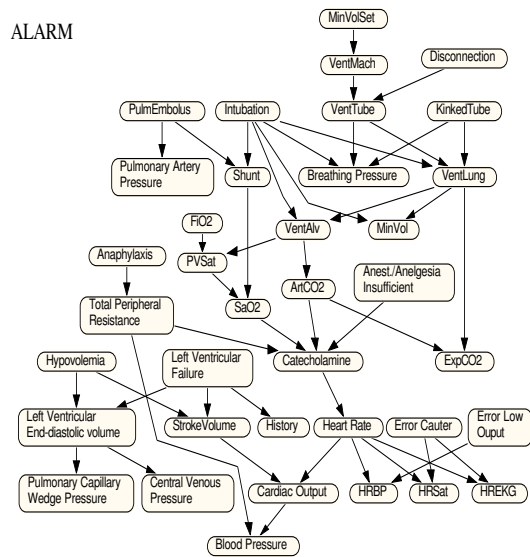 ALARM
MinVolSet
VentMach
Disconnection
PulmEmbolus
Intubation
VentTube
KinkedTube
Pulmonary Artery
Pressure
Shunt
Breathing Pressure
VentLung
FiO2
VentAlv
MinVol
Anaphylaxis
PVSat
ArtCO2
Anest./Anelgesia
Insufficient
Total Peripheral
Resistance
SaO2
Hypovolemia
Left Ventricular
Failure
Catecholamine
ExpCO2
Left Ventricular
End-diastolic volume
StrokeVolume
History
Heart Rate
Error Cauter
Error Low
Ouput
Pulmonary Capillary
Wedge Pressure
Central Venous
Pressure
Cardiac Output
HRBP
HRSat
HREKG
Blood Pressure